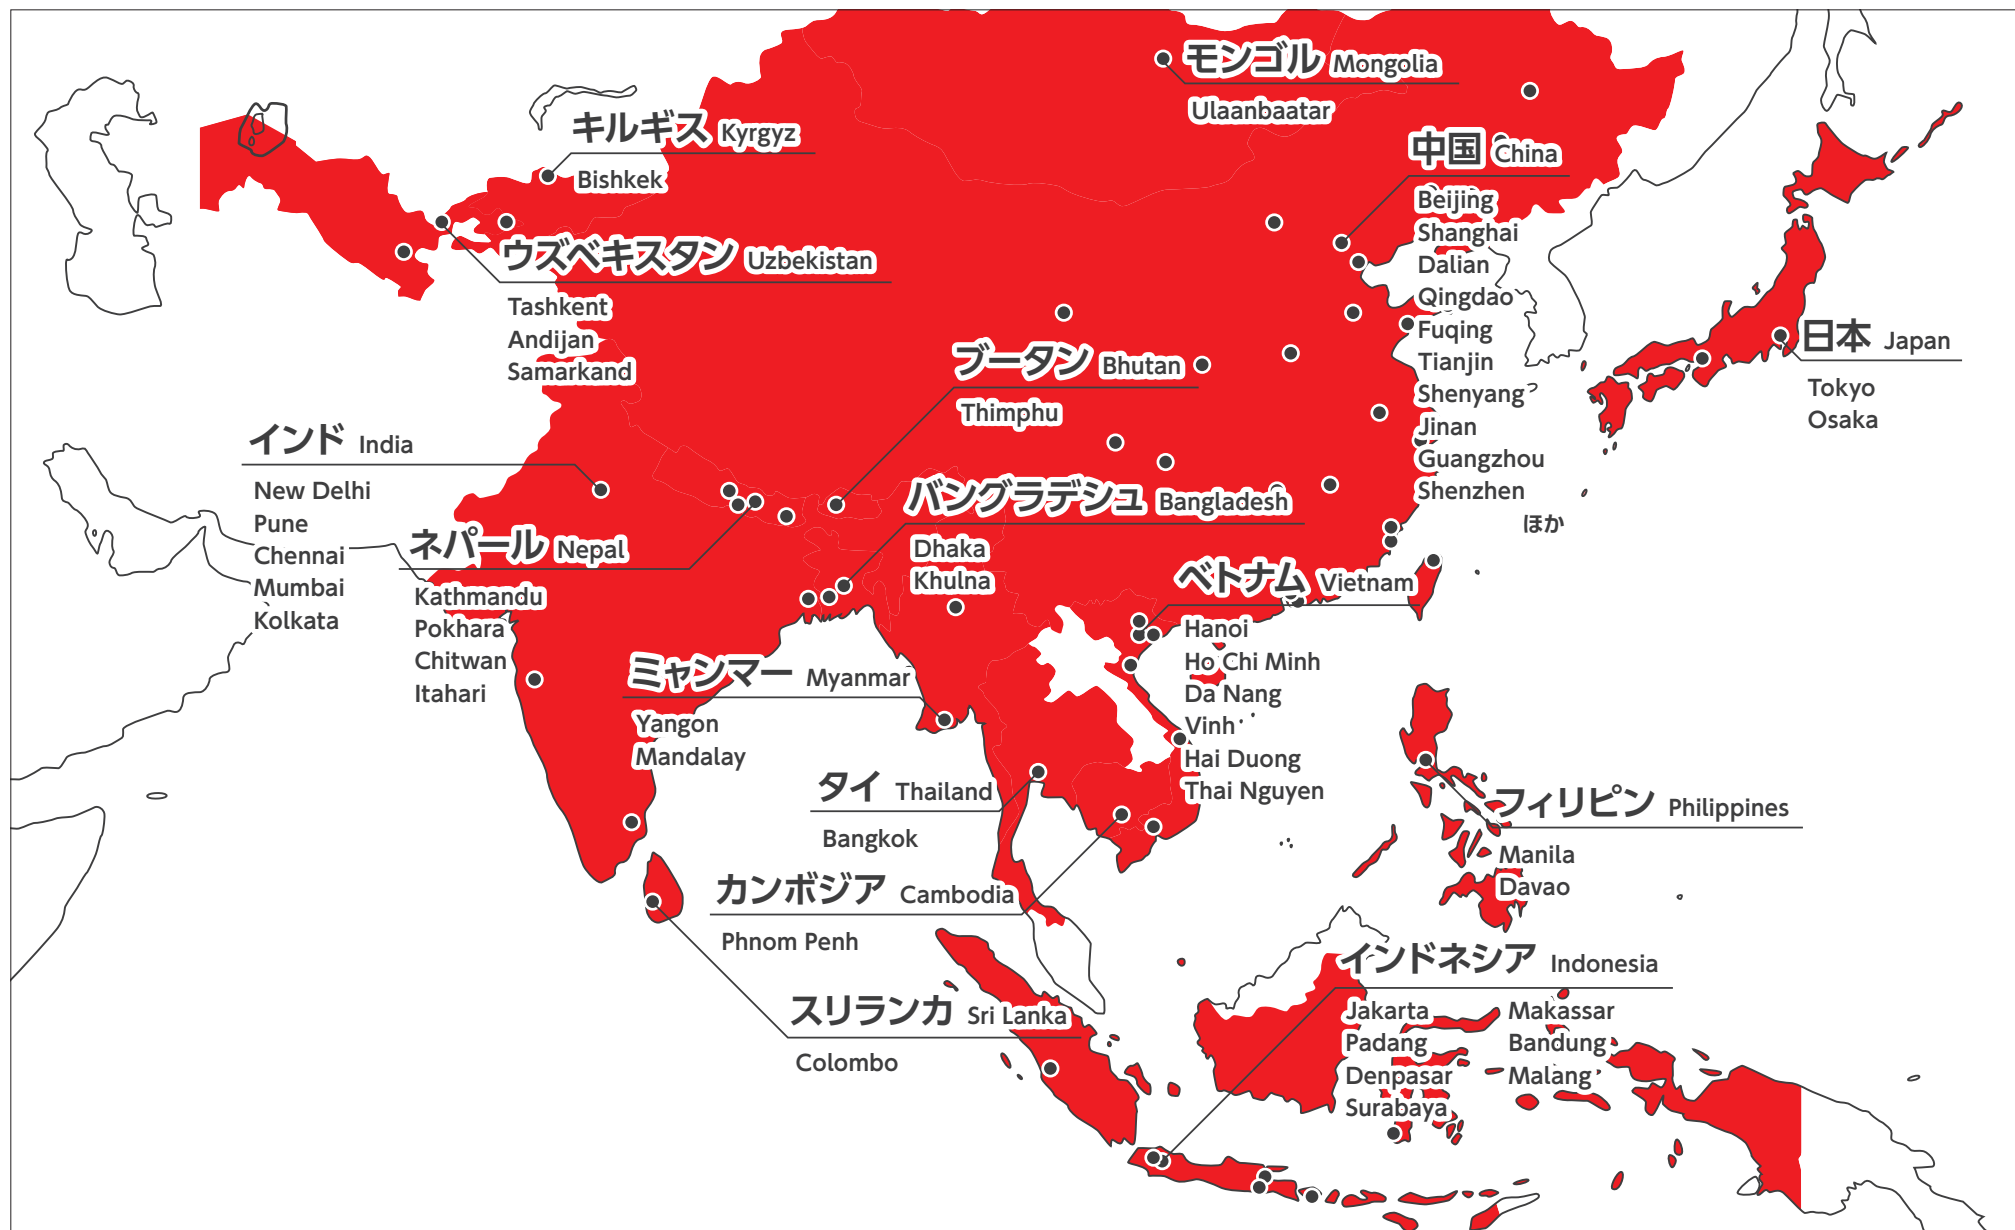 モンゴル Mongolia
Ulaanbaatar
キルギス Kyrgyz
Bishkek
中国 China
Beijing
Shanghai
Dalian
Qingdao
Fuqing
Tianjin
Shenyang
Jinan
Guangzhou
Shenzhen
ほか
ウズベキスタン Uzbekistan
Tashkent
Andijan
Samarkand
日本 Japan
Tokyo
Osaka
ブータン Bhutan
Thimphu
インド India
New Delhi
Pune
Chennai
Mumbai
Kolkata
バングラデシュ Bangladesh
Dhaka
Khulna
ネパール Nepal
Kathmandu
Pokhara
Chitwan
Itahari
ベトナム Vietnam
Hanoi
Ho Chi Minh
Da Nang
Vinh
Hai Duong
Thai Nguyen
ミャンマー Myanmar
Yangon
Mandalay
タイ Thailand
Bangkok
フィリピン Philippines
Manila
Davao
カンボジア Cambodia
Phnom Penh
インドネシア Indonesia
Jakarta
Padang
Denpasar
Surabaya
Makassar
Bandung
Malang
スリランカ Sri Lanka
Colombo